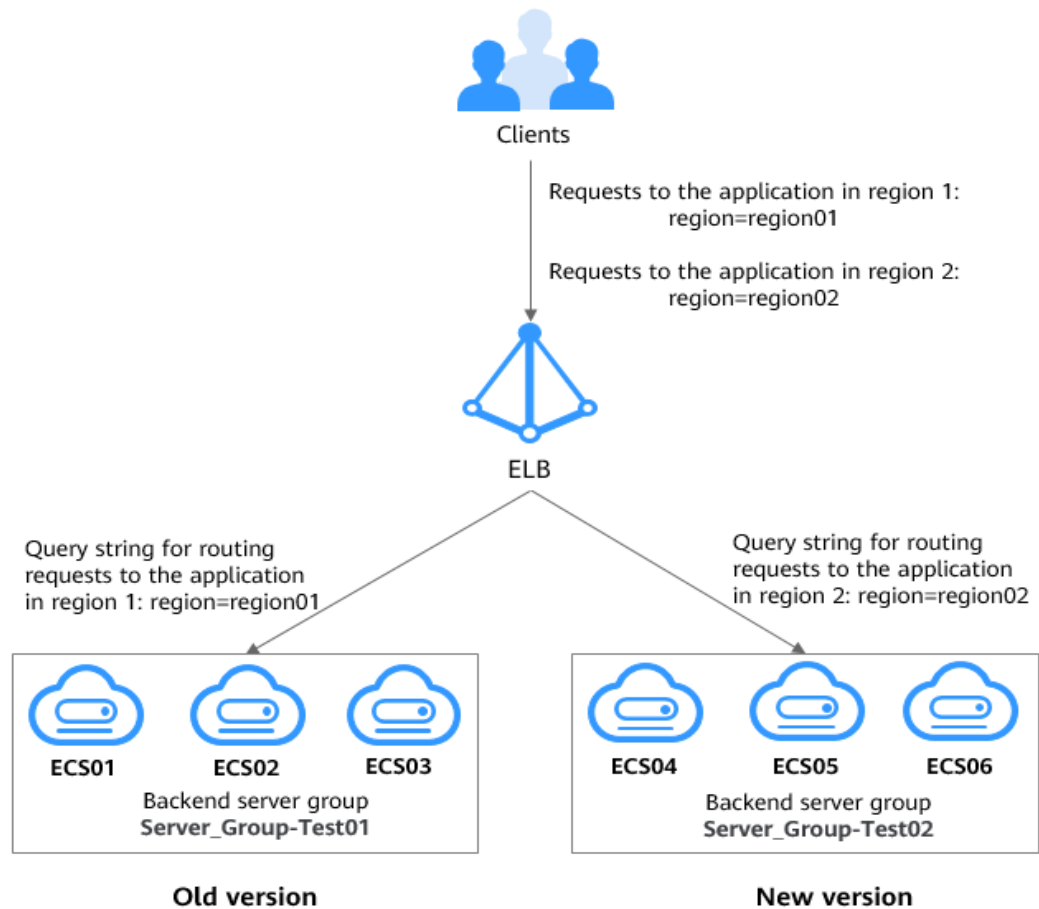 Clients
Requests to the application in region 1:
region=region01
Requests to the application in region 2:
region=region02
ELB
Query string for routing
requests to the application
in region 1: region=region01
Query string for routing
requests to the application
in region 2: region=region02
ECS01 ECS02 ECS03
Backend server group
Server_Group-Test01
ECS04 ECS05 ECS06
Backend server group
Server_Group-Test02
Old version
New version